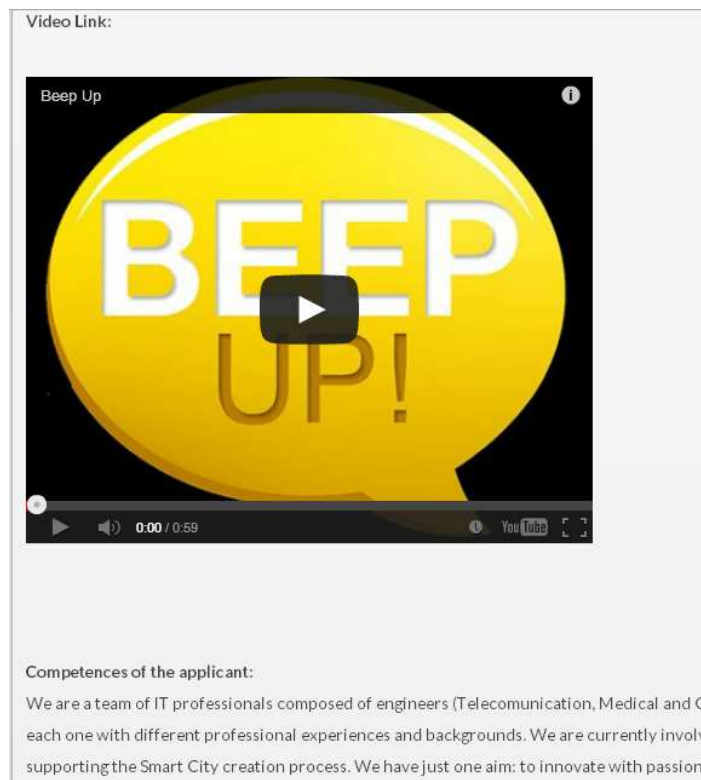 Video Link:
Beep Up
BEEP
UP!
0:00 / 0:59
YouTube
Competences of the applicant:
We are a team of IT professionals composed of engineers (Telecomunication, Medical and
each one with different professional experiences and backgrounds. We are currently
supporting the Smart City creation process. We have just one aim: to innovate with passion